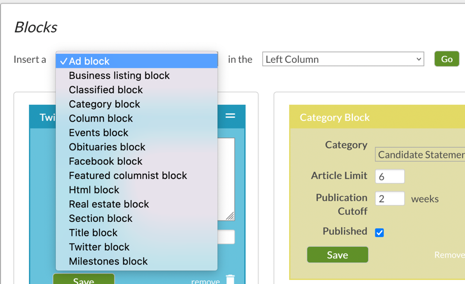 Blocks
Insert a
✓ Ad block
in the
Left Column
Go
Business listing block
Classified block
Category block
Column block
Events block
Obituaries block
Facebook block
Featured columnist block
Html block
Real estate block
Section block
Title block
Twitter block
Milestones block
Save
remove
Category Block
Category
Candidate Statemen
Article Limit
6
Publication
Cutoff
2
weeks
Published
Save
Remove